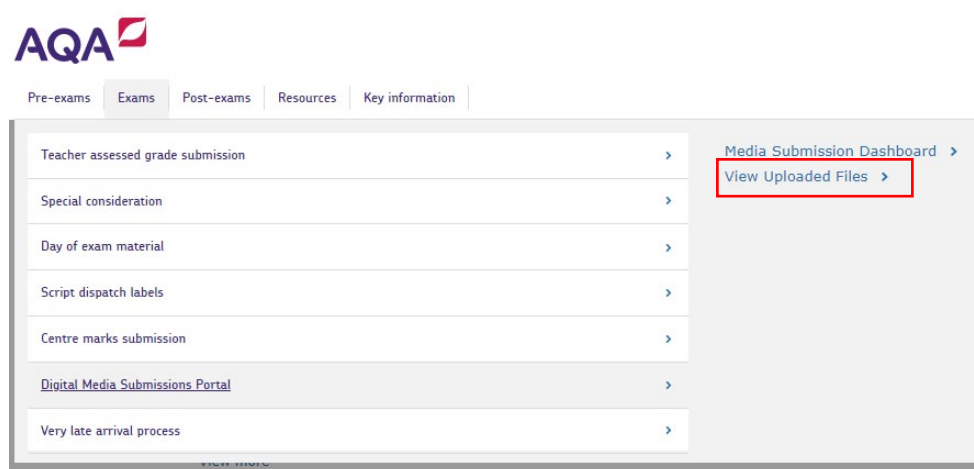 AQA
Pre-exams Exams Post-exams Resources Key information
Teacher assessed grade submission
Special consideration
Day of exam material
Script dispatch labels
Centre marks submission
Digital Media Submissions Portal
Very late arrival process
Media Submission Dashboard
View Uploaded Files
View more